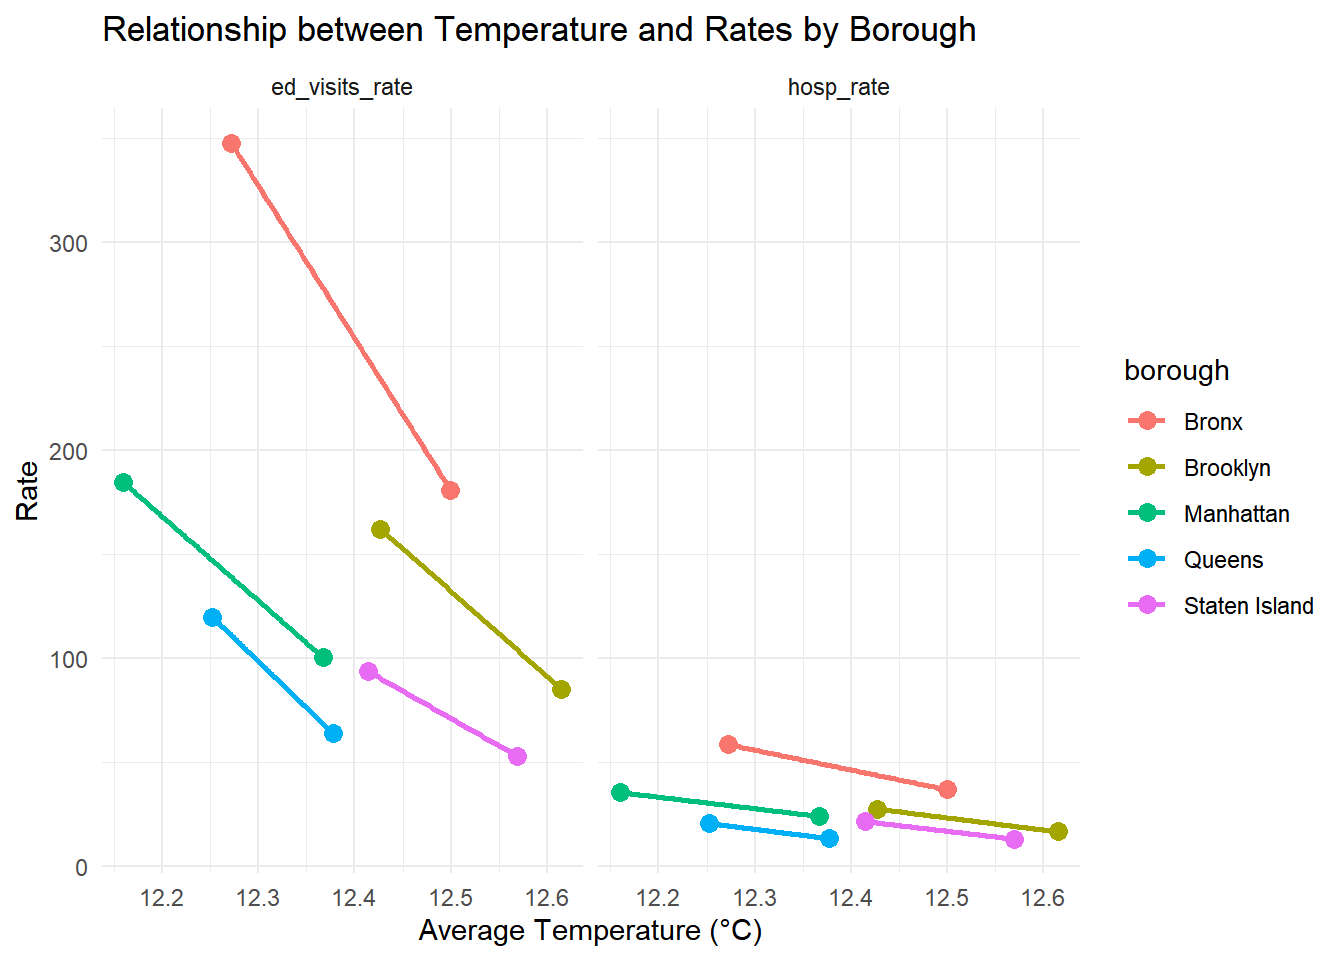 Relationship between Temperature and Rates by Borough
ed_visits_rate
hosp_rate
300
200
100
0
Rate
12.2 12.3 12.4 12.5 12.6
12.2 12.3 12.4 12.5 12.6
Average Temperature (°C)
borough
Bronx
Brooklyn
Manhattan
Queens
Staten Island